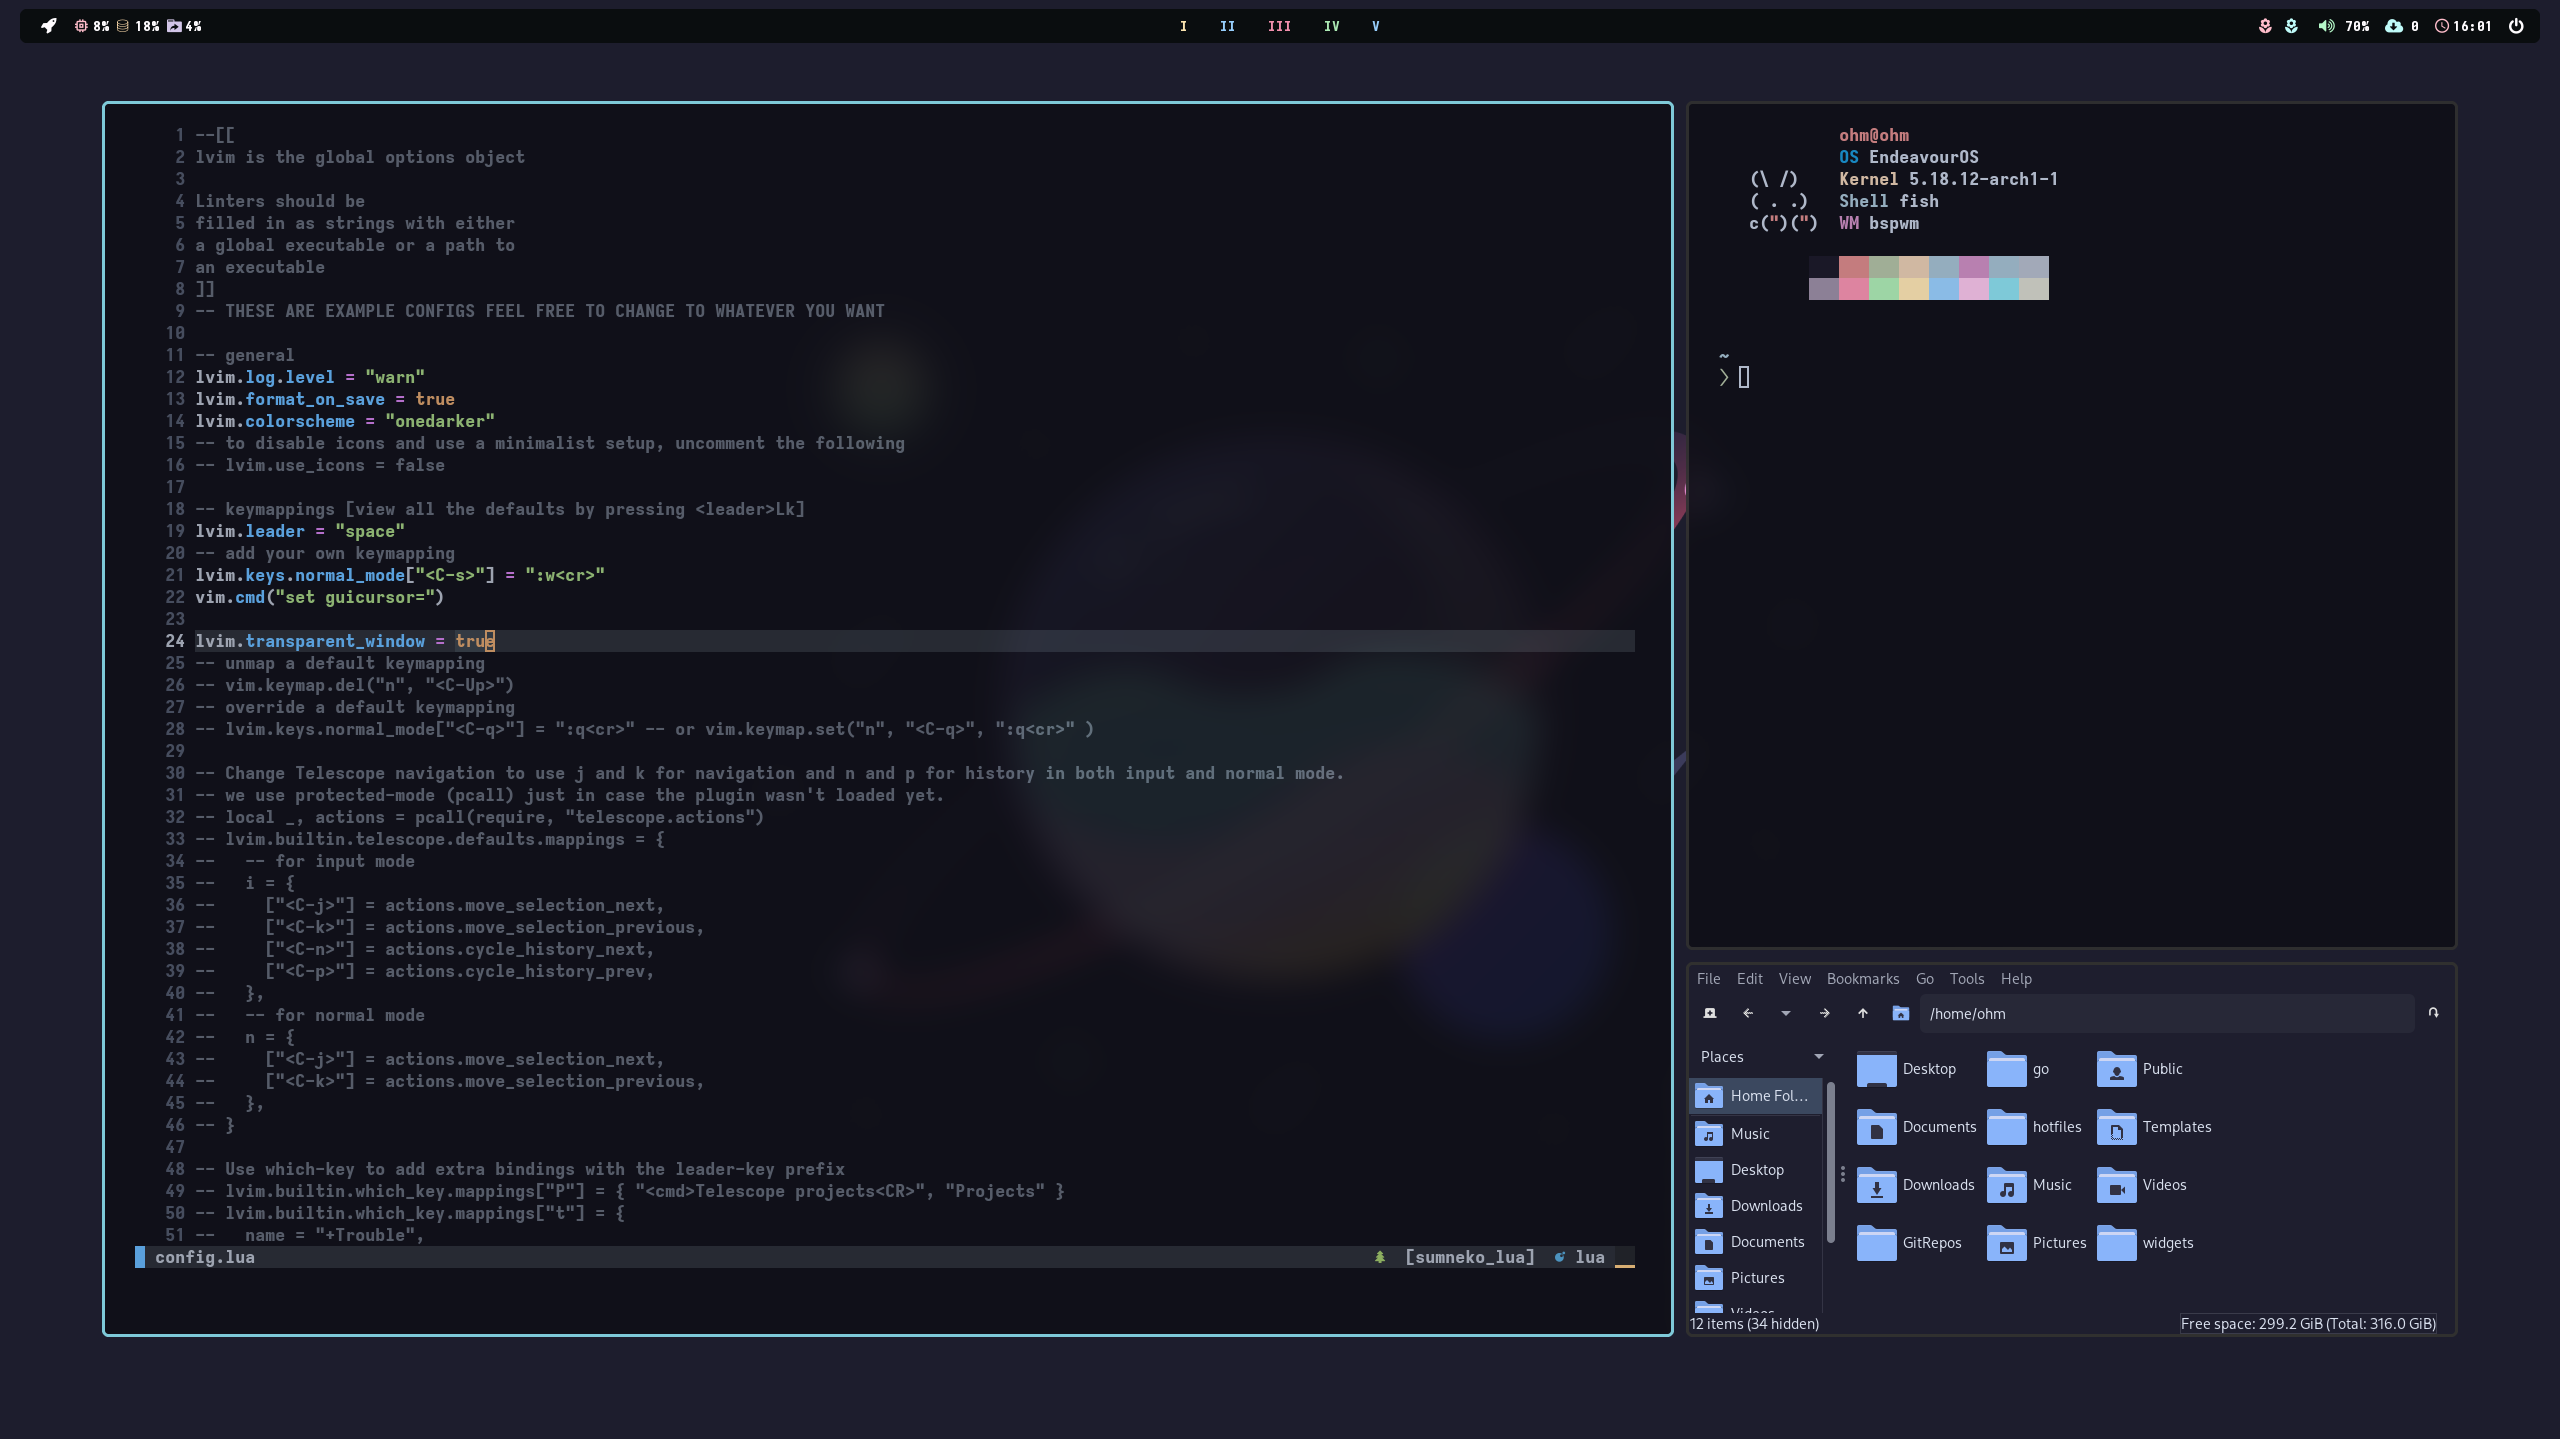 8% 18% 4% I II III IV V 70% 0 16:01
1 --[[
2 lvim is the global options object
3
4 Linters should be
5 filled in as strings with either
6 a global executable or a path to
7 an executable
8 ]]
9 -- THESE ARE EXAMPLE CONFIGS FEEL FREE TO CHANGE TO WHATEVER YOU WANT
10
11 -- general
12 lvim.log.level = "warn"
13 lvim.format_on_save = true
14 lvim.colorscheme = "onedarker"
15 -- to disable icons and use a minimalist setup, uncomment the following
16 -- lvim.use_icons = false
17
18 -- keymappings [view all the defaults by pressing <leader>Lk]
19 lvim.leader = "space"
20 -- add your own keymapping
21 lvim.keys.normal_mode["<C-s>"] = ":w<cr>"
22 vim.cmd("set guicursor=")
23
24 lvim.transparent_window = true
25 -- unmap a default keymapping
26 -- vim.keymap.del("n", "<C-Up>")
27 -- override a default keymapping
28 -- lvim.keys.normal_mode["<C-q>"] = ":q<cr>" -- or vim.keymap.set("n", "<C-q>", ":q<cr>" )
29
30 -- Change Telescope navigation to use j and k for navigation and n and p for history in both input and normal mode.
31 -- we use protected-mode (pcall) just in case the plugin wasn't loaded yet.
32 -- local _, actions = pcall(require, "telescope.actions")
33 -- lvim.builtin.telescope.defaults.mappings = {
34 --   -- for input mode
35 --   i = {
36 --     ["<C-j>"] = actions.move_selection_next,
37 --     ["<C-k>"] = actions.move_selection_previous,
38 --     ["<C-n>"] = actions.cycle_history_next,
39 --     ["<C-p>"] = actions.cycle_history_prev,
40 --   },
41 --   -- for normal mode
42 --   n = {
43 --     ["<C-j>"] = actions.move_selection_next,
44 --     ["<C-k>"] = actions.move_selection_previous,
45 --   },
46 -- }
47
48 -- Use which-key to add extra bindings with the leader-key prefix
49 -- lvim.builtin.which_key.mappings["P"] = { "<cmd>Telescope projects<CR>", "Projects" }
50 -- lvim.builtin.which_key.mappings["t"] = {
51 --   name = "+Trouble",
config.lua [sumneko_lua] lua
ohm@ohm
OS EndeavourOS
(\ /) Kernel 5.18.12-arch1-1
( . .) Shell fish
c(")(") WM bspwm
~
❯
File Edit View Bookmarks Go Tools Help
/home/ohm
Places
Home Fol...
Music
Desktop
Downloads
Documents
Pictures
Videos
Desktop go Public
Documents hotfiles Templates
Downloads Music Videos
GitRepos Pictures widgets
12 items (34 hidden) Free space: 299.2 GiB (Total: 316.0 GiB)